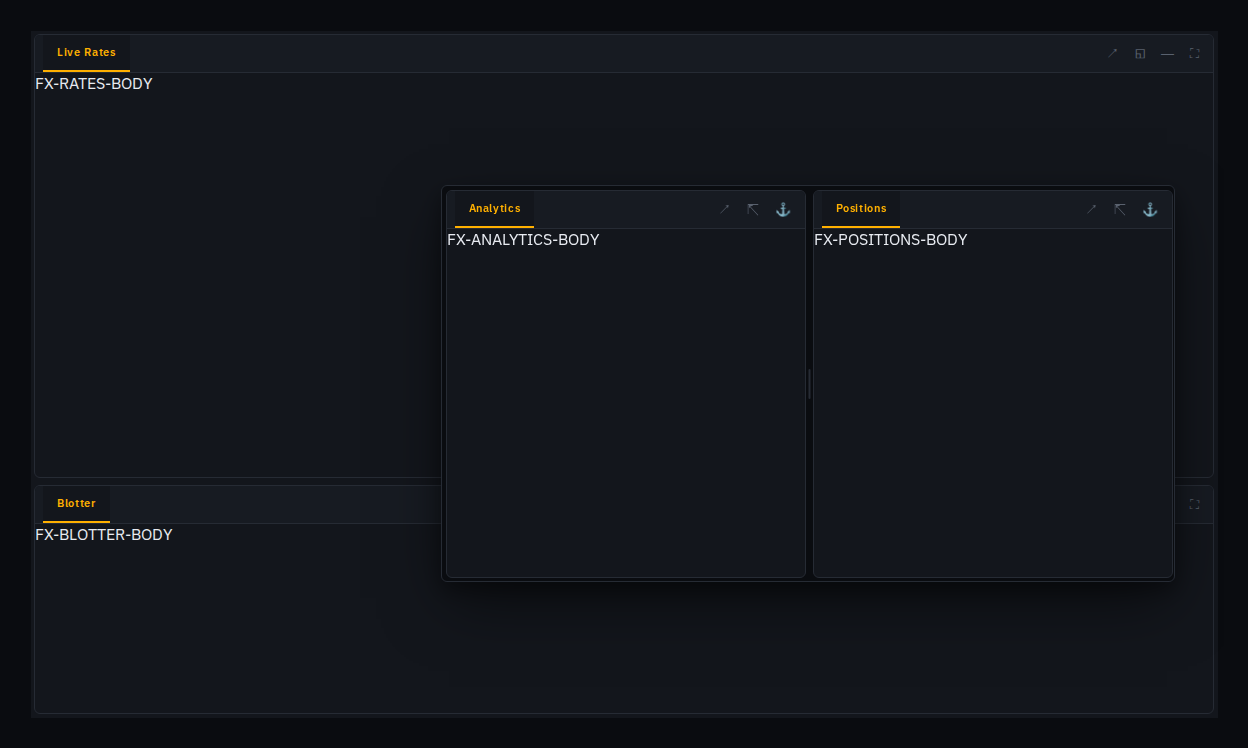 Live Rates
FX-RATES-BODY
Analytics
FX-ANALYTICS-BODY
Positions
FX-POSITIONS-BODY
Blotter
FX-BLOTTER-BODY